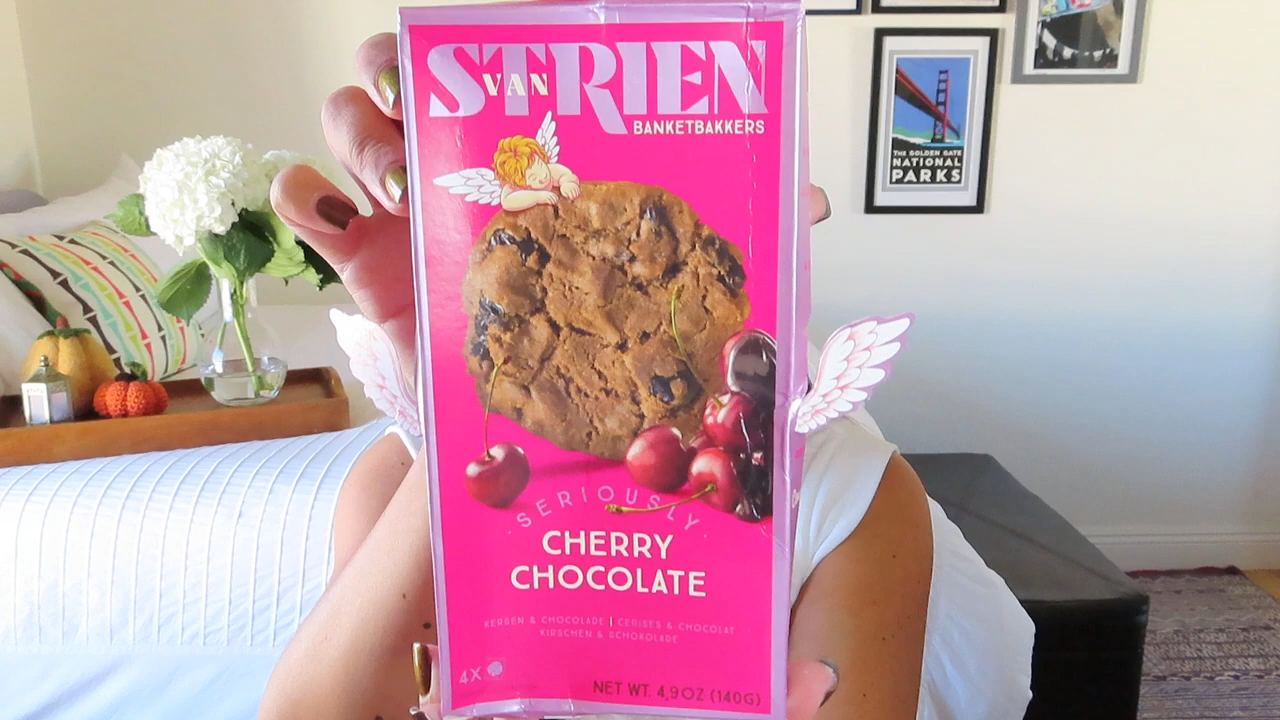 STRIEN
VAN
BANKETBAKKERS
THE GOLDEN GATE
NATIONAL
PARKS
· SERIOUSLY ·
CHERRY
CHOCOLATE
KERSEN & CHOCOLADE | CERISES & CHOCOLAT
KIRSCHEN & SCHOKOLADE
4X
NET WT. 4,9OZ (140G)